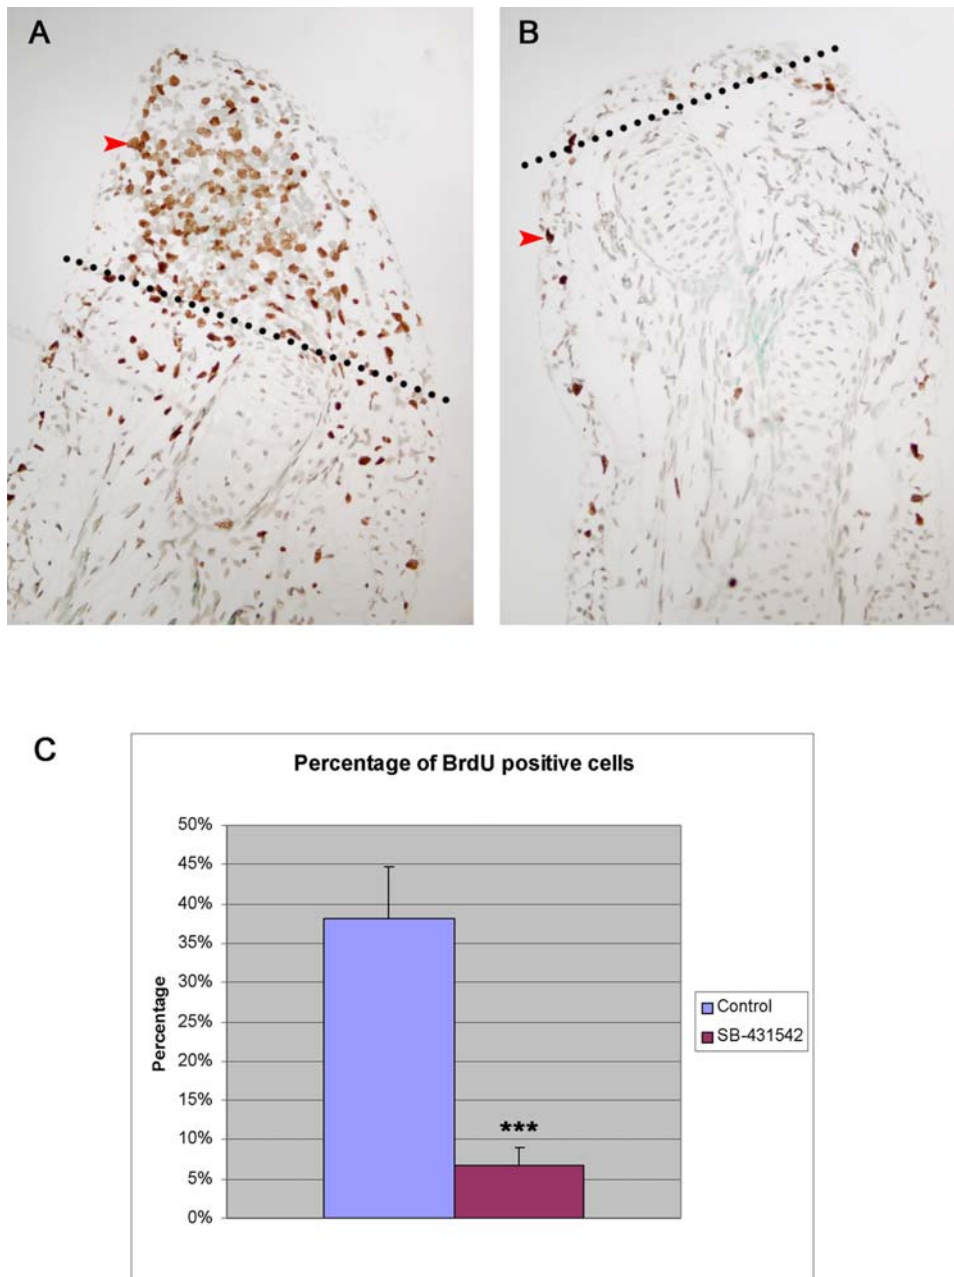 A
B
C
Percentage of BrdU positive cells
50%
45%
40%
35%
30%
25%
20%
15%
10%
5%
0%
Percentage
***
Control
SB-431542